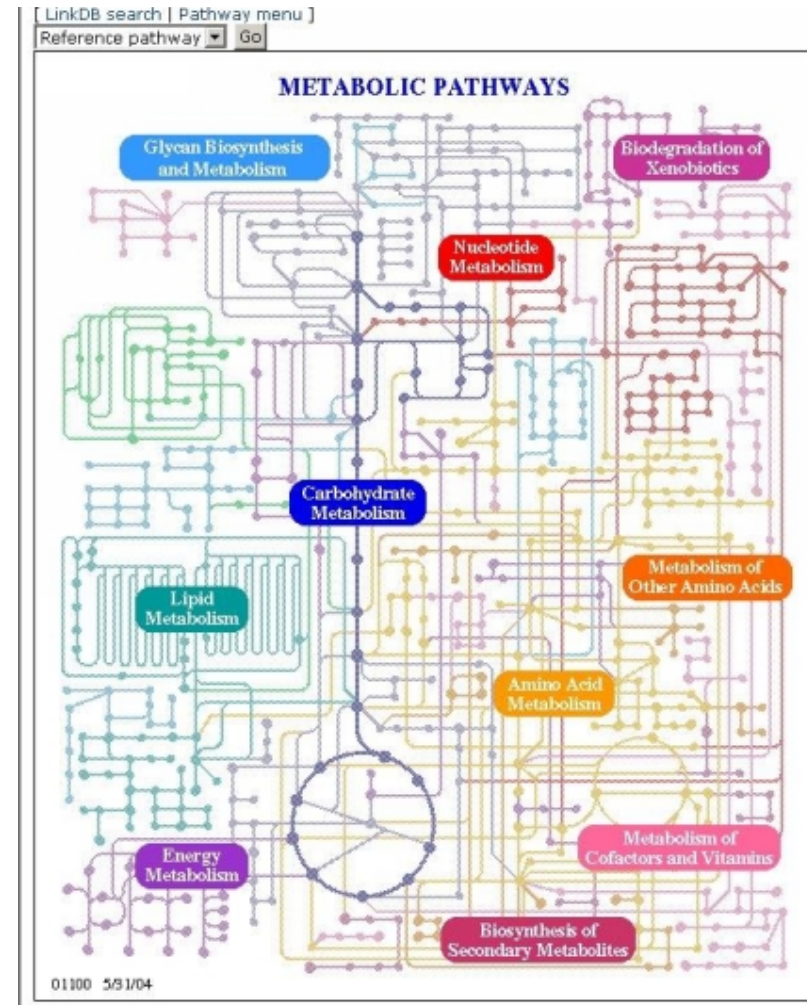 [ LinkDB search | Pathway menu ]
Reference pathway Go
METABOLIC PATHWAYS
Glycan Biosynthesis
and Metabolism
Biodegradation of
Xenobiotics
Nucleotide
Metabolism
Carbohydrate
Metabolism
Metabolism of
Other Amino Acids
Lipid
Metabolism
Amino Acid
Metabolism
Metabolism of
Cofactors and Vitamins
Energy
Metabolism
Biosynthesis of
Secondary Metabolites
01100 5/31/04